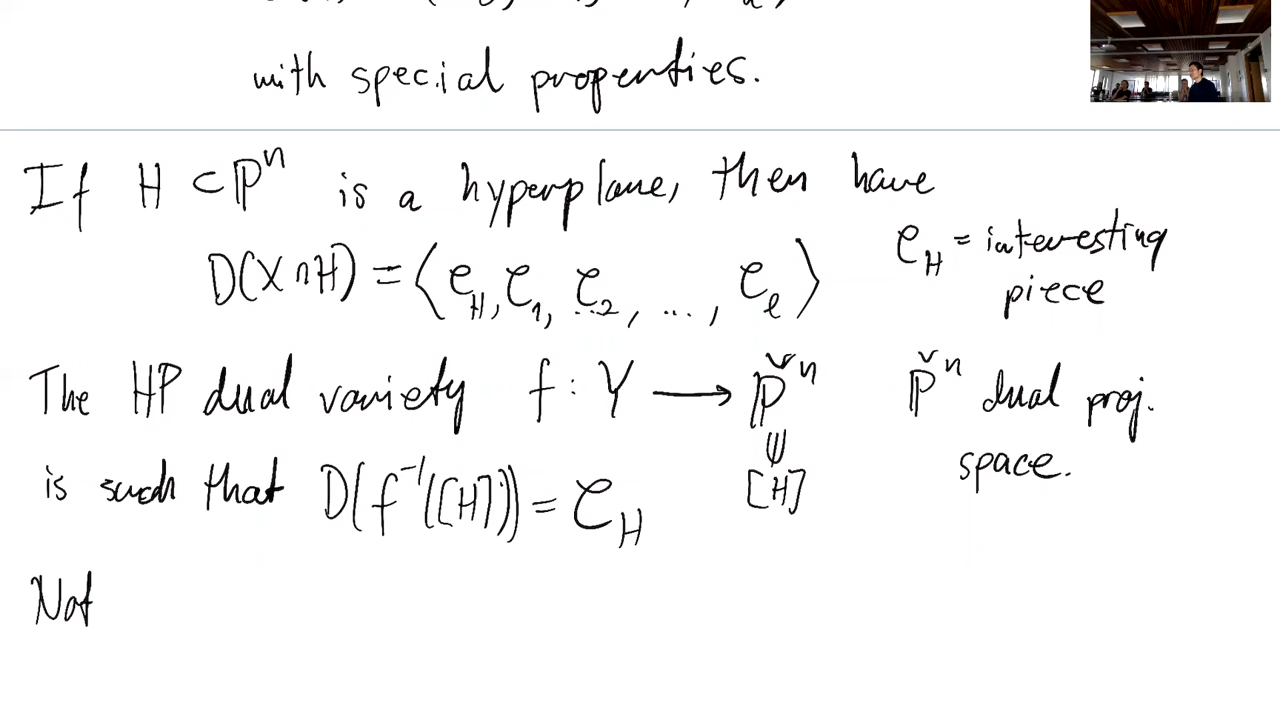 with special properties.
If H ⊂ ℙⁿ is a hyperplane, then have
D(X∩H) = ⟨𝒞_H, 𝒞₁, 𝒞₂, ..., 𝒞_ℓ⟩ 𝒞_H = interesting piece
The HP dual variety f : Y ⟶ ℙ̌ⁿ ℙ̌ⁿ dual proj. space.
∋ [H]
is such that D(f⁻¹([H])) = 𝒞_H
Not